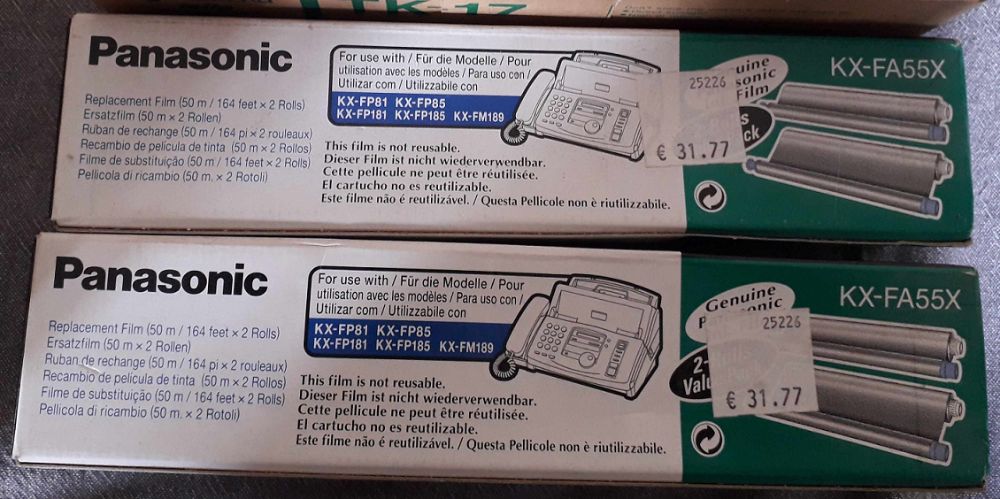 TK-17
Panasonic
Replacement Film (50 m / 164 feet × 2 Rolls)
Ersatzfilm (50 m × 2 Rollen)
Ruban de rechange (50 m / 164 pi × 2 rouleaux)
Recambio de película de tinta (50 m × 2 Rollos)
Filme de substituição (50 m / 164 feet × 2 Rolls)
Pellicola di ricambio (50 m. × 2 Rotoli)
For use with / Für die Modelle / Pour
utilisation avec les modèles / Para uso con /
Utilizar com / Utilizzabile con
KX-FP81 KX-FP85
KX-FP181 KX-FP185 KX-FM189
This film is not reusable.
Dieser Film ist nicht wiederverwendbar.
Cette pellicule ne peut être réutilisée.
El cartucho no es reutilizable.
Este filme não é reutilizável. / Questa Pellicole non è riutilizzabile.
25226
€ 31.77
Film
KX-FA55X
Panasonic
Replacement Film (50 m / 164 feet × 2 Rolls)
Ersatzfilm (50 m × 2 Rollen)
Ruban de rechange (50 m / 164 pi × 2 rouleaux)
Recambio de película de tinta (50 m × 2 Rollos)
Filme de substituição (50 m / 164 feet × 2 Rolls)
Pellicola di ricambio (50 m. × 2 Rotoli)
For use with / Für die Modelle / Pour
utilisation avec les modèles / Para uso con /
Utilizar com / Utilizzabile con
KX-FP81 KX-FP85
KX-FP181 KX-FP185 KX-FM189
This film is not reusable.
Dieser Film ist nicht wiederverwendbar.
Cette pellicule ne peut être réutilisée.
El cartucho no es reutilizable.
Este filme não é reutilizável. / Questa Pellicole non è riutilizzabile.
Genuine
25226
€ 31.77
KX-FA55X